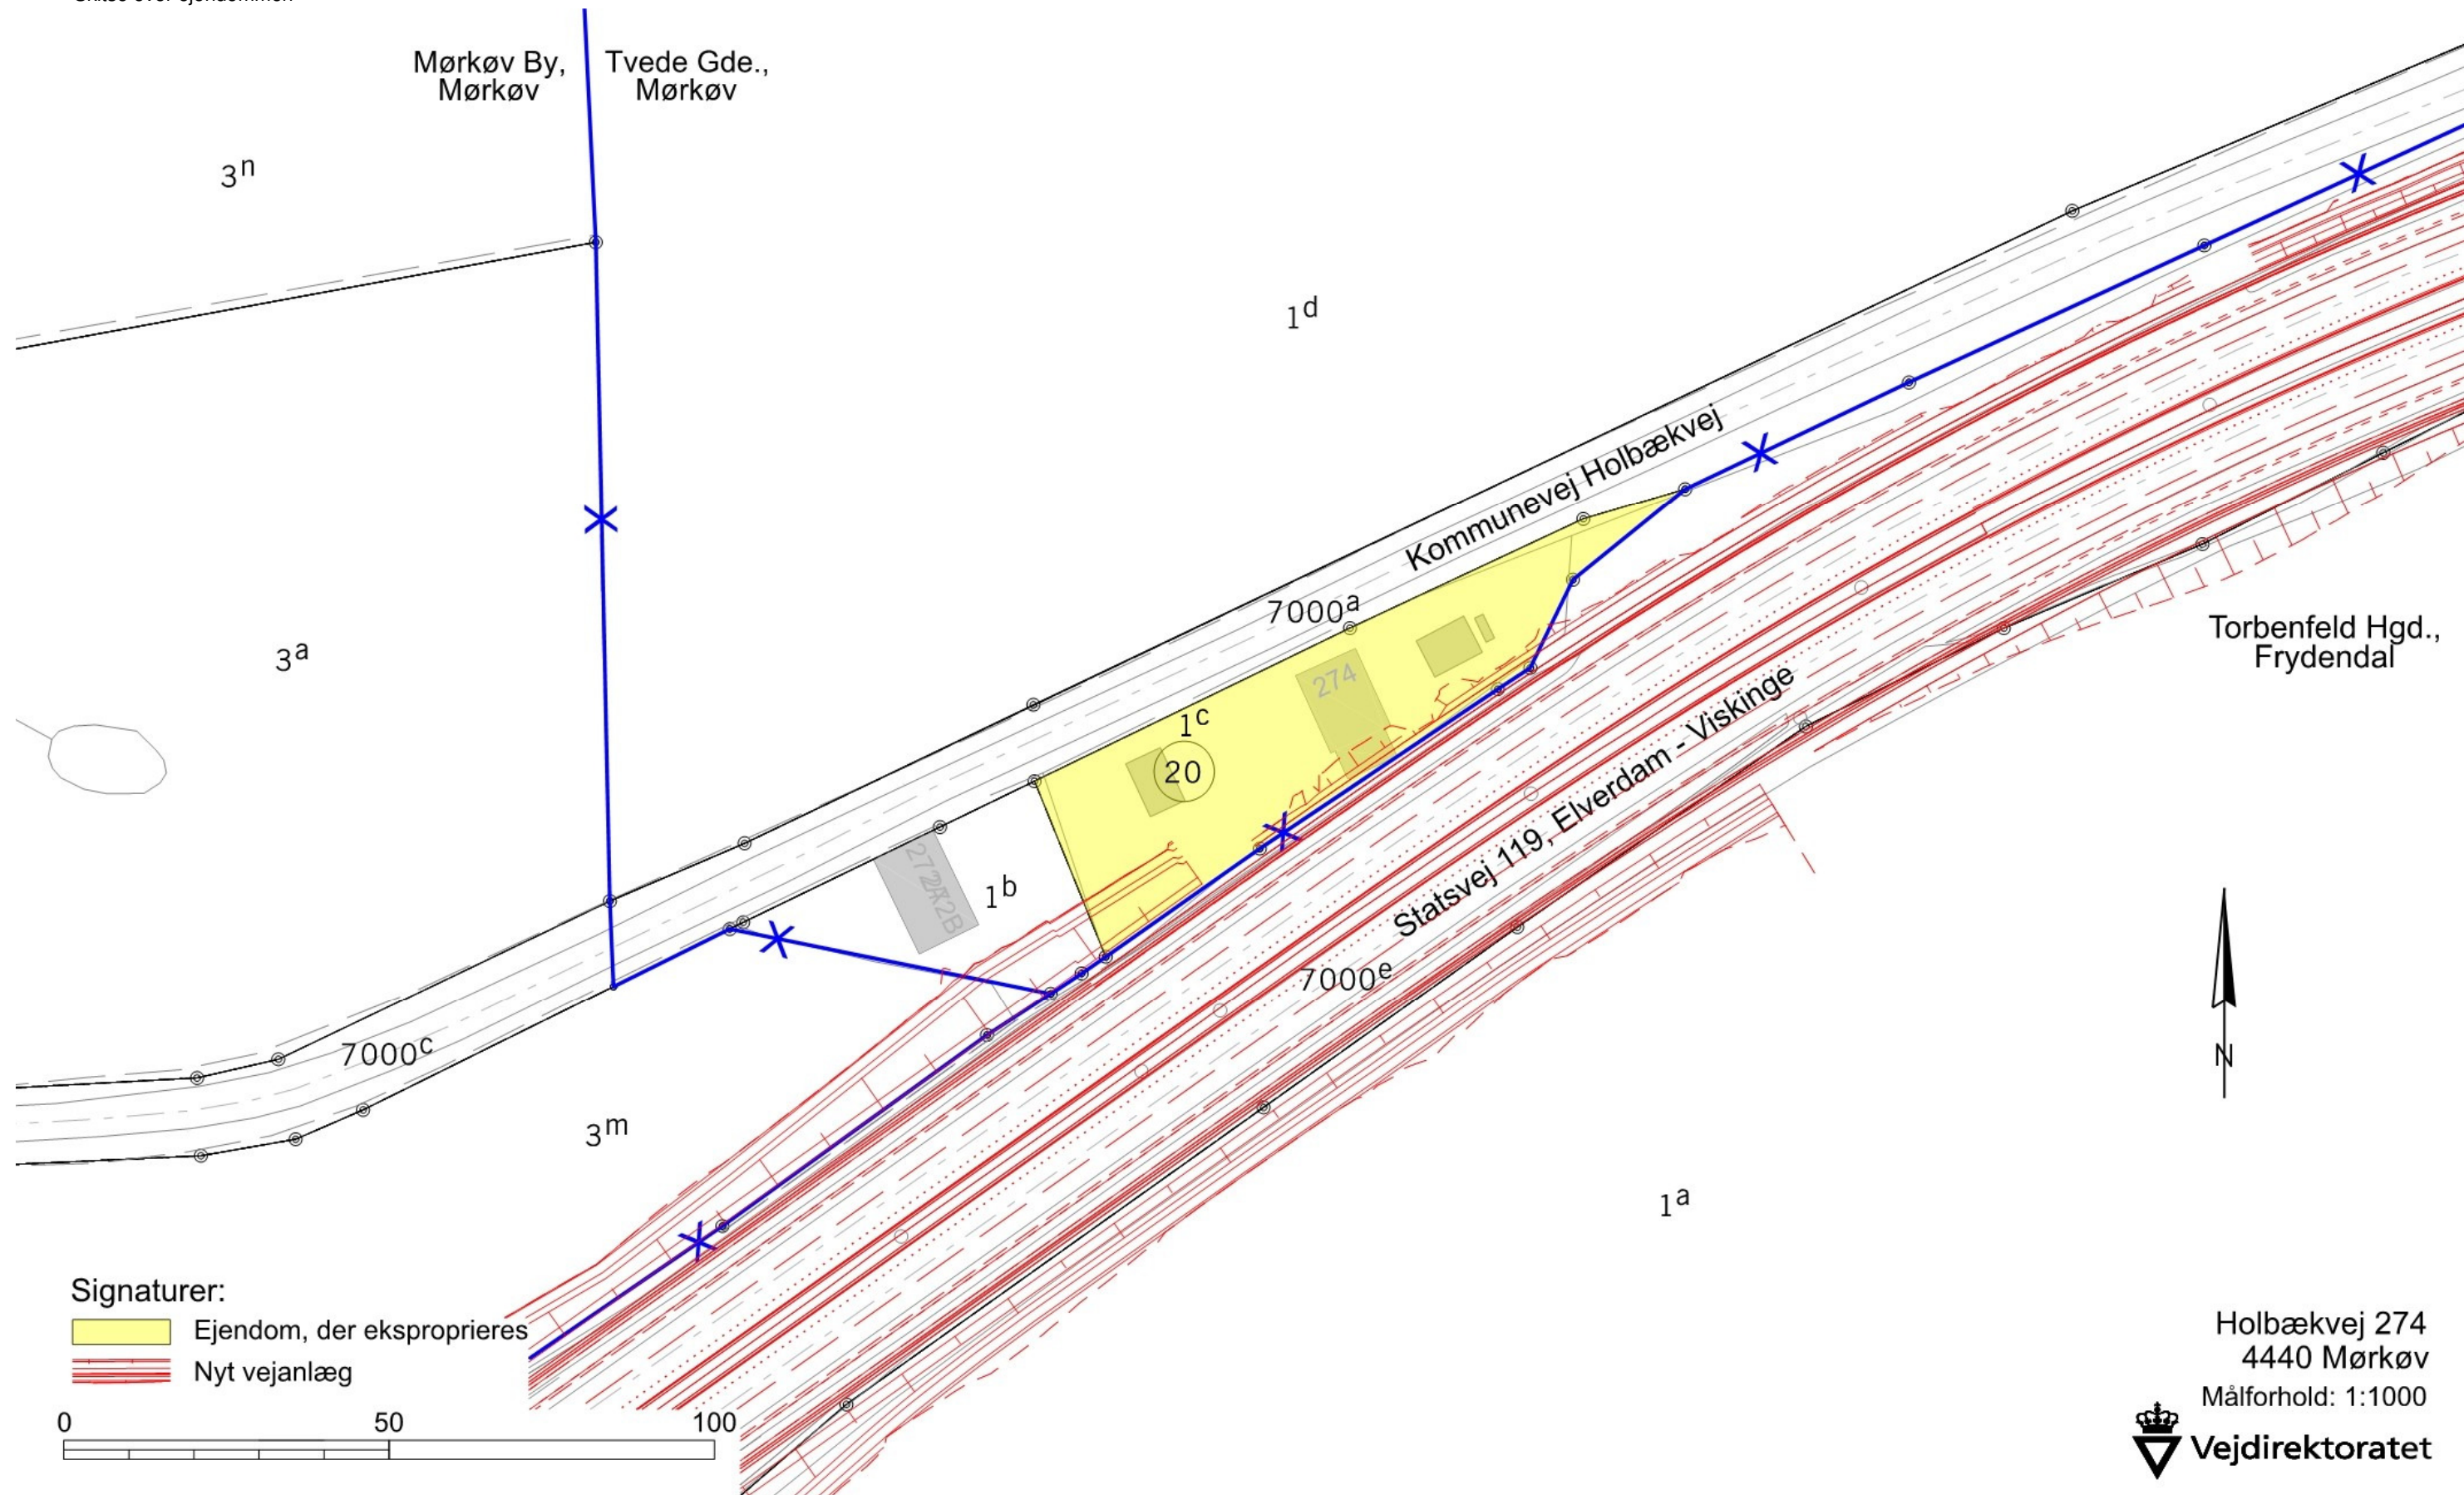 Mørkøv By,
Mørkøv
Tvede Gde.,
Mørkøv
3ⁿ
1ᵈ
Kommunevej Holbækvej
7000ᵃ
3ᵃ
Torbenfeld Hgd.,
Frydendal
274
1ᶜ
20
Statsvej 119, Elverdam - Viskinge
1ᵇ
7000ᵉ
7000ᶜ
3ᵐ
1ᵃ
N
Signaturer:
Ejendom, der eksproprieres
Nyt vejanlæg
0 50 100
Holbækvej 274
4440 Mørkøv
Målforhold: 1:1000
Vejdirektoratet